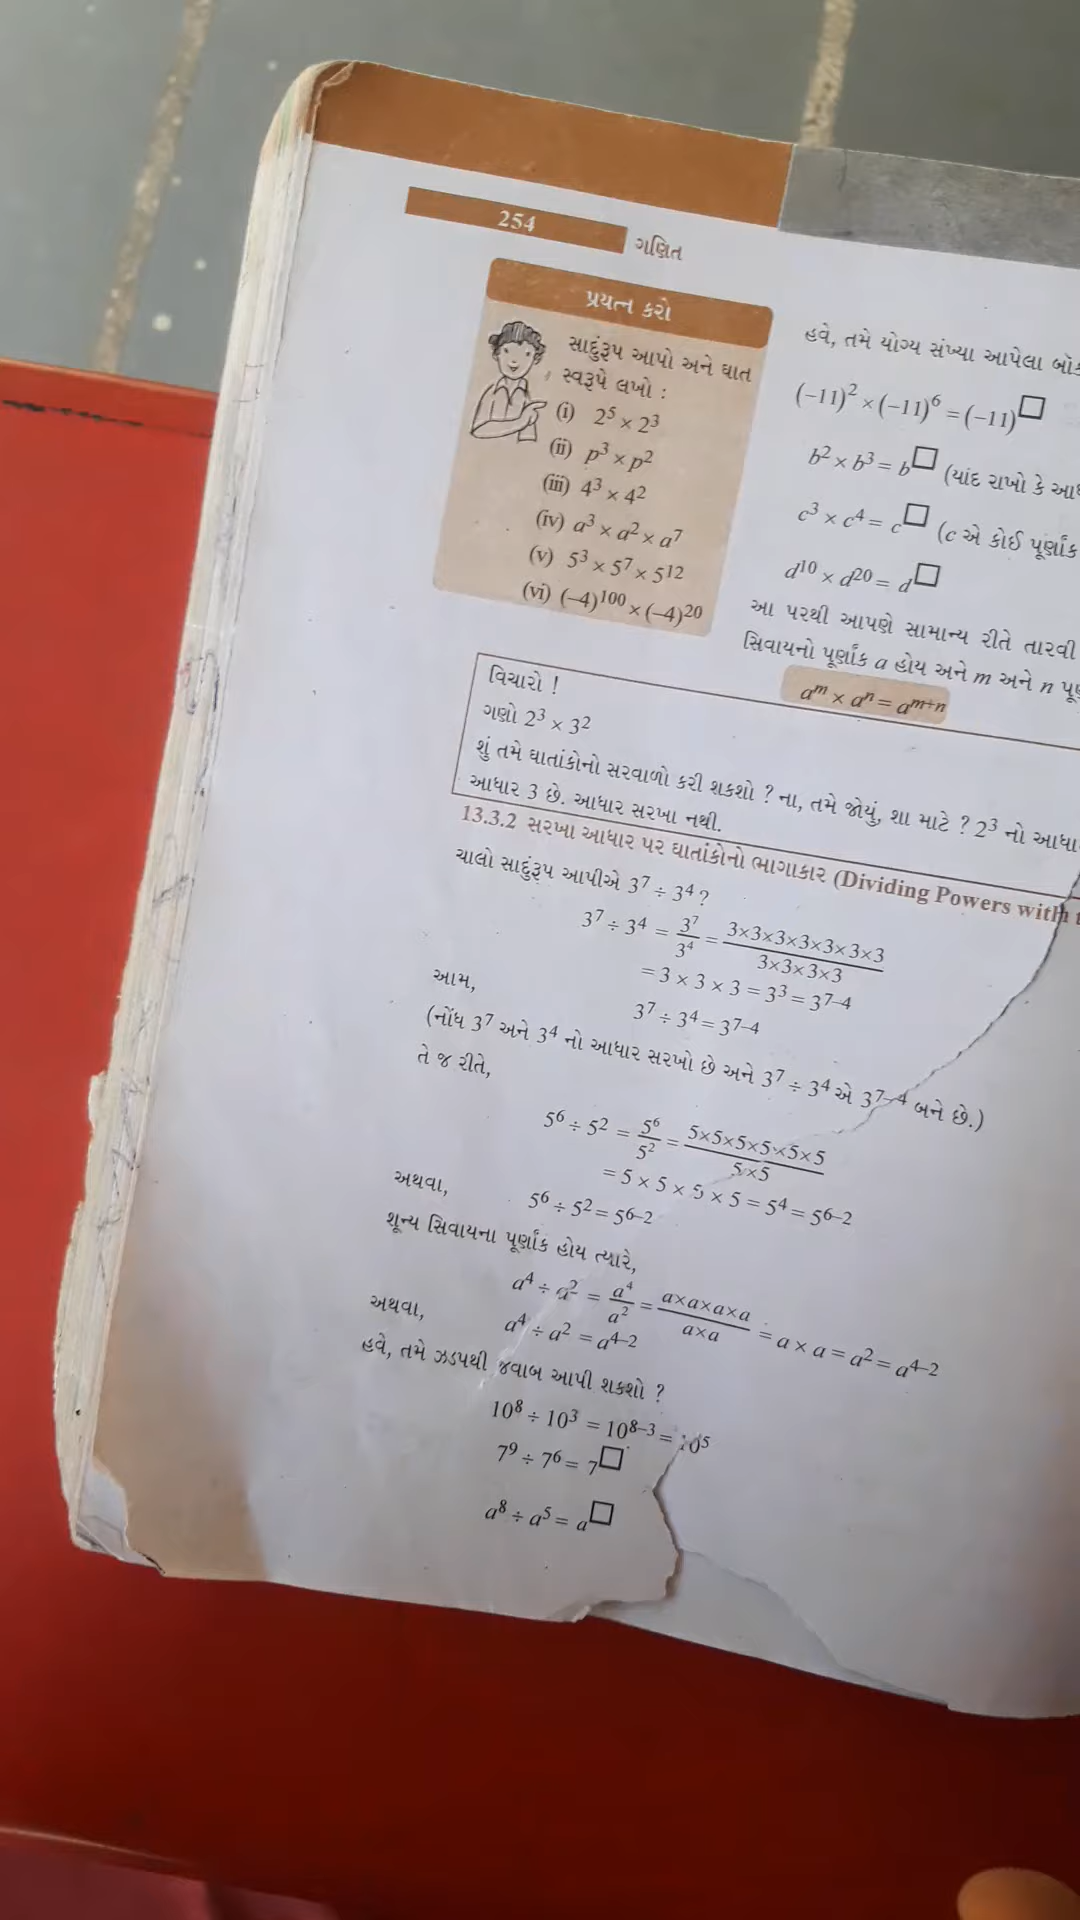 254
ગણિત
પ્રયત્ન કરો
સાદુંરૂપ આપો અને ઘાત
સ્વરૂપે લખો :
(i) 2⁵ × 2³
(ii) p³ × p²
(iii) 4³ × 4²
(iv) a³ × a² × a⁷
(v) 5³ × 5⁷ × 5¹²
(vi) (–4)¹⁰⁰ × (–4)²⁰
હવે, તમે યોગ્ય સંખ્યા આપેલા
(–11)² × (–11)⁶ = (–11)□
b² × b³ = b□ (યાંદ રાખો કે
c³ × c⁴ = c□ (c એ કોઈ પૂર્ણાંક
d¹⁰ × d²⁰ = d□
આ પરથી આપણે સામાન્ય રીતે તારવી
સિવાયનો પૂર્ણાંક a હોય અને m અને n
aᵐ × aⁿ = aᵐ⁺ⁿ
વિચારો !
ગણો 2³ × 3²
શું તમે ઘાતાંકોનો સરવાળો કરી શકશો ? ના, તમે જોયું, શા માટે ? 2³ નો
આધાર 3 છે. આધાર સરખા નથી.
13.3.2 સરખા આધાર પર ઘાતાંકોનો ભાગાકાર (Dividing Powers with
ચાલો સાદુંરૂપ આપીએ 3⁷ ÷ 3⁴ ?
3⁷ ÷ 3⁴ = 3⁷/3⁴ = 3×3×3×3×3×3×3/3×3×3×3
= 3 × 3 × 3 = 3³ = 3⁷⁻⁴
આમ,
3⁷ ÷ 3⁴ = 3⁷⁻⁴
(નોંધ 3⁷ અને 3⁴ નો આધાર સરખો છે અને 3⁷ ÷ 3⁴ એ 3⁷⁻⁴ બને છે.)
તે જ રીતે,
5⁶ ÷ 5² = 5⁶/5² = 5×5×5×5×5×5/5×5
= 5 × 5 × 5 × 5 = 5⁴ = 5⁶⁻²
અથવા,
5⁶ ÷ 5² = 5⁶⁻²
શૂન્ય સિવાયના પૂર્ણાંક હોય ત્યારે,
a⁴ ÷ a² = a⁴/a² = a×a×a×a/a×a = a × a = a² = a⁴⁻²
અથવા,
a⁴ ÷ a² = a⁴⁻²
હવે, તમે ઝડપથી જવાબ આપી શકશો ?
10⁸ ÷ 10³ = 10⁸⁻³ = 10⁵
7⁹ ÷ 7⁶ = 7□
a⁸ ÷ a⁵ = a□